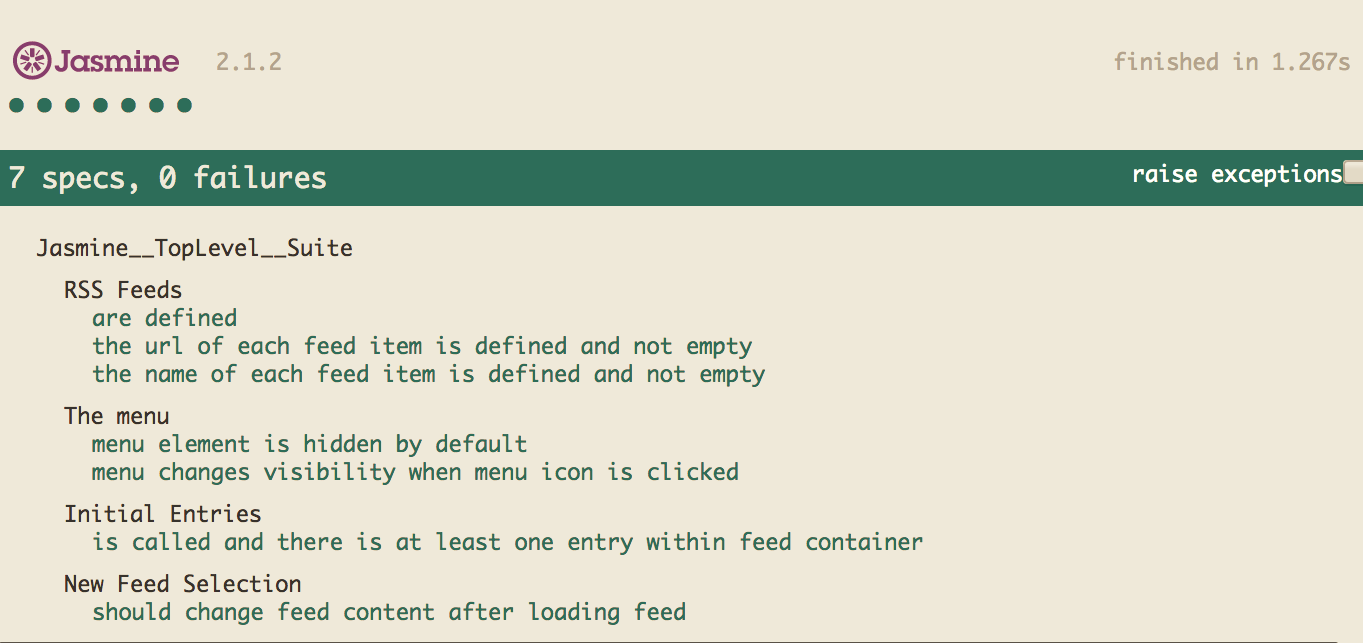 Jasmine 2.1.2 finished in 1.267s
7 specs, 0 failures raise exceptions
Jasmine__TopLevel__Suite
RSS Feeds
are defined
the url of each feed item is defined and not empty
the name of each feed item is defined and not empty
The menu
menu element is hidden by default
menu changes visibility when menu icon is clicked
Initial Entries
is called and there is at least one entry within feed container
New Feed Selection
should change feed content after loading feed